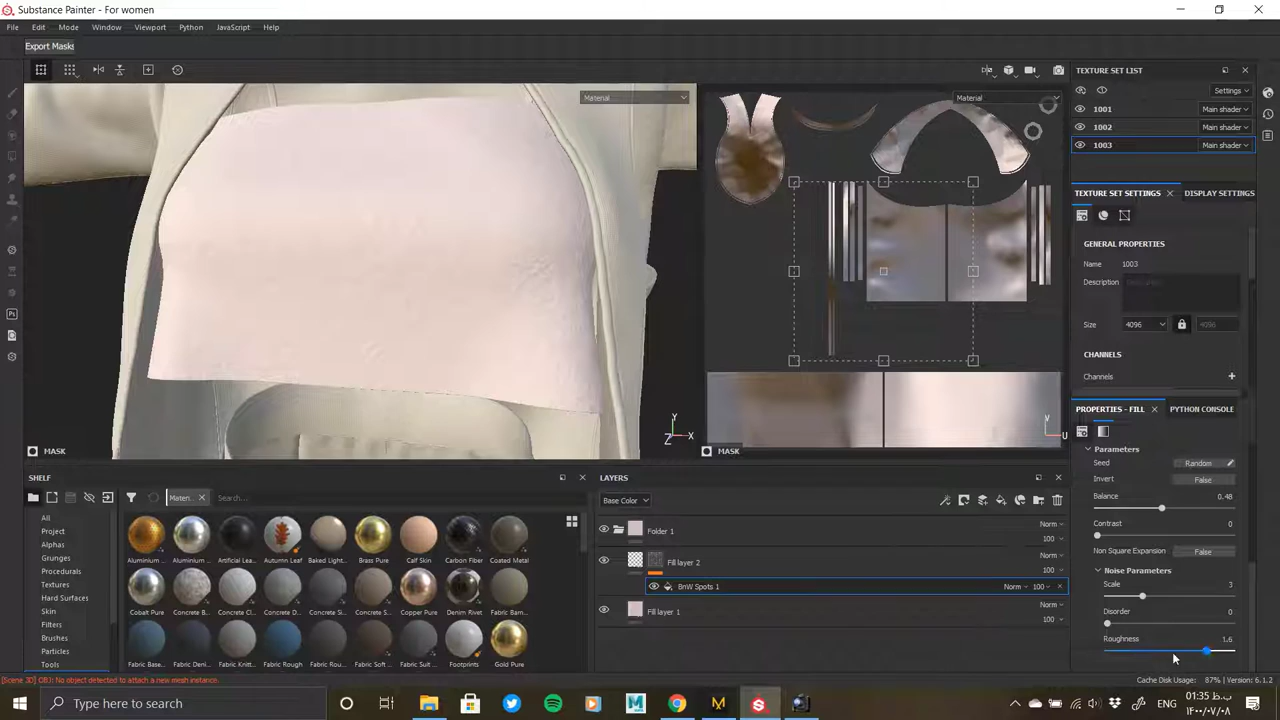 Substance Painter - For women
File Edit Mode Window Viewport Python JavaScript Help
Export Masks
Material
Material
MASK
MASK
Z Y X
V U
TEXTURE SET LIST
Settings
1001 Main shader
1002 Main shader
1003 Main shader
TEXTURE SET SETTINGS DISPLAY SETTINGS
GENERAL PROPERTIES
Name 1003
Description
Size 4096 4096
CHANNELS
Channels
PROPERTIES - FILL PYTHON CONSOLE
Parameters
Seed Random
Invert False
Balance 0.48
Contrast 0
Non Square Expansion False
Noise Parameters
Scale 3
Disorder 0
Roughness 1.6
SHELF
Materi... Search...
All
Project
Alphas
Grunges
Procedurals
Textures
Hard Surfaces
Skin
Filters
Brushes
Particles
Tools
Aluminium ... Aluminium ... Artificial Lea... Autumn Leaf Baked Light... Brass Pure Calf Skin Carbon Fiber Coated Metal
Cobalt Pure Concrete B... Concrete C... Concrete D... Concrete S... Concrete S... Copper Pure Denim Rivet Fabric Barn...
Fabric Base... Fabric Deni... Fabric Knitt... Fabric Rough Fabric Rou... Fabric Soft ... Fabric Suit ... Footprints Gold Pure
LAYERS
Base Color
Folder 1 Norm 100
Fill layer 2 Norm 100
BnW Spots 1 Norm 100
Fill layer 1 Norm 100
[Scene 3D] OBJ: No object detected to attach a new mesh instance.
Cache Disk Usage: 87% | Version: 6.1.2
Type here to search
ENG
01:35 ب.ظ
۱۴۰۰/۰۷/۰۸